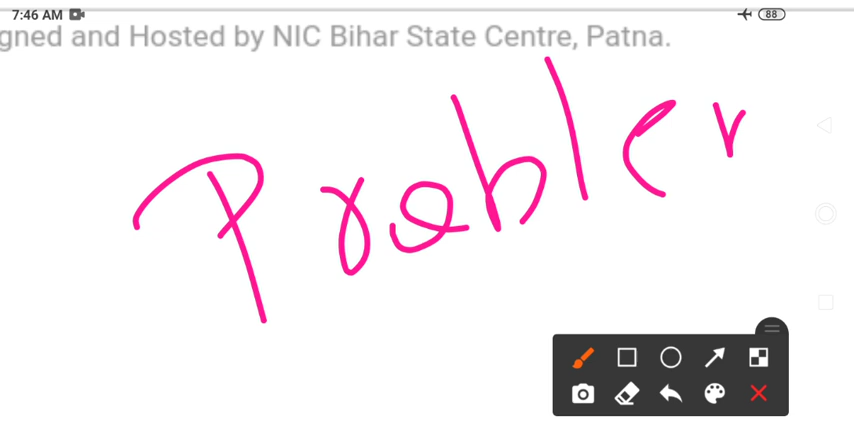 7:46 AM 88
gned and Hosted by NIC Bihar State Centre, Patna.
Probler